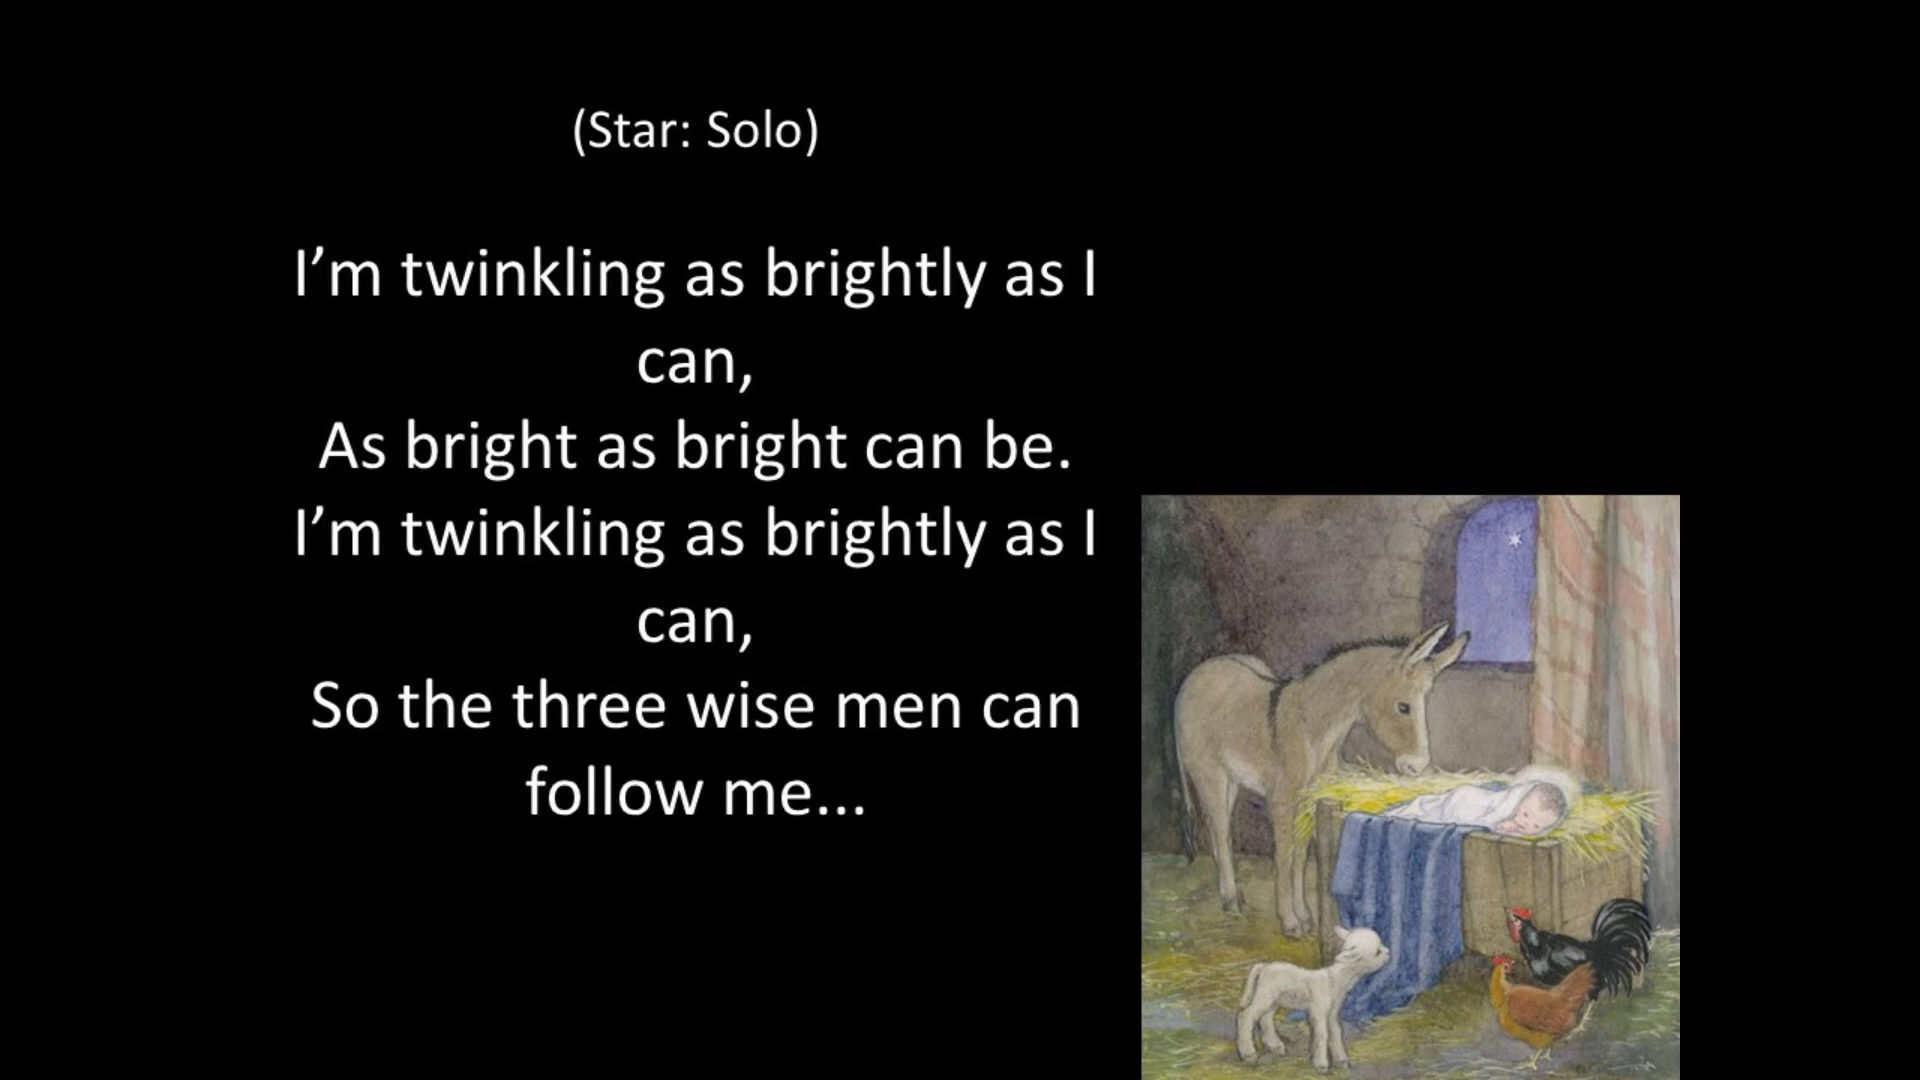 (Star: Solo)
I’m twinkling as brightly as I
can,
As bright as bright can be.
I’m twinkling as brightly as I
can,
So the three wise men can
follow me...